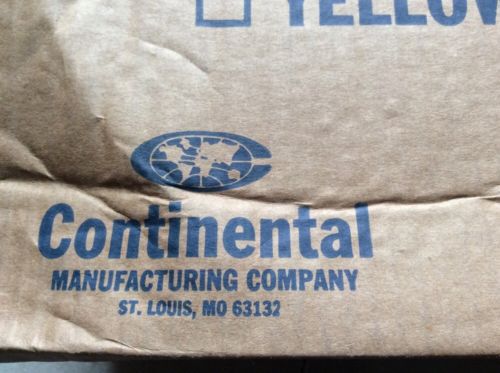 YELLOW
Continental
MANUFACTURING COMPANY
ST. LOUIS, MO 63132